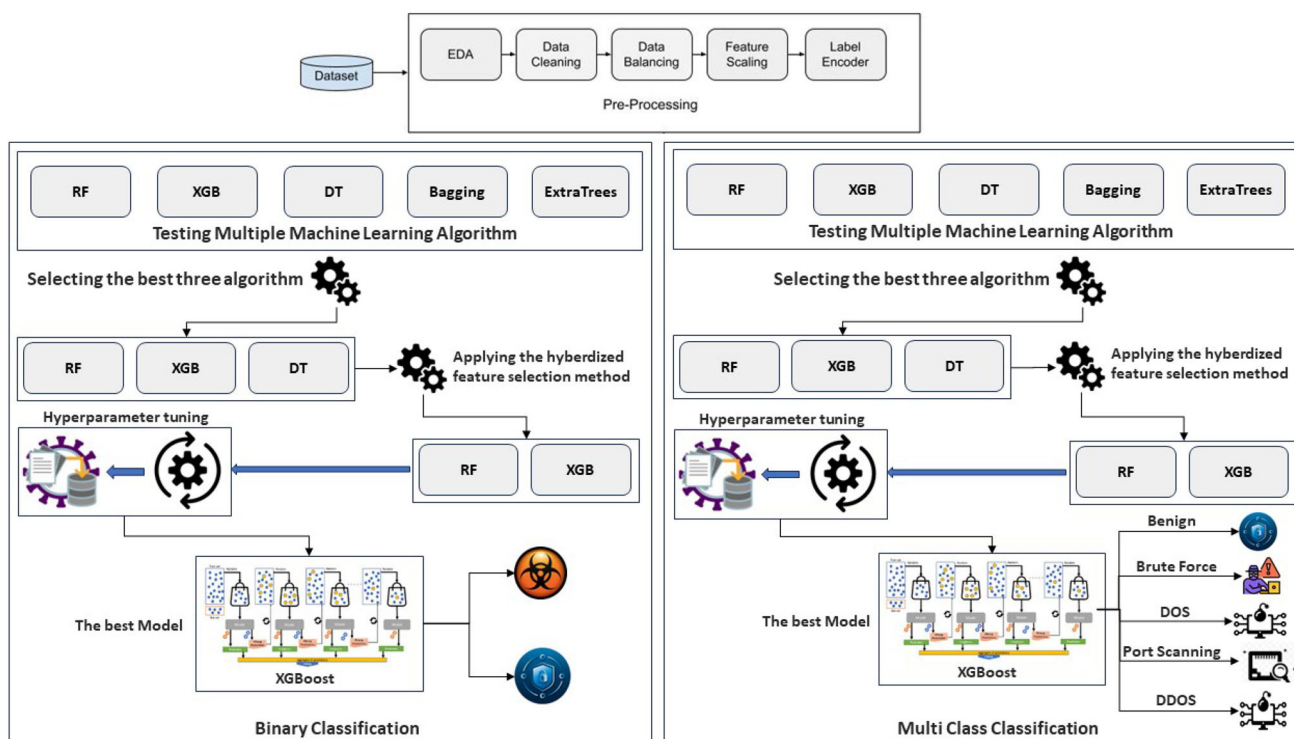 Dataset
EDA
Data
Cleaning
Data
Balancing
Feature
Scaling
Label
Encoder
Pre-Processing
RF
XGB
DT
Bagging
ExtraTrees
Testing Multiple Machine Learning Algorithm
Selecting the best three algorithm
RF
XGB
DT
Applying the hyberdized
feature selection method
Hyperparameter tuning
RF
XGB
The best Model
XGBoost
Binary Classification
RF
XGB
DT
Bagging
ExtraTrees
Testing Multiple Machine Learning Algorithm
Selecting the best three algorithm
RF
XGB
DT
Applying the hyberdized
feature selection method
Hyperparameter tuning
RF
XGB
The best Model
XGBoost
Benign
Brute Force
DOS
Port Scanning
DDOS
Multi Class Classification